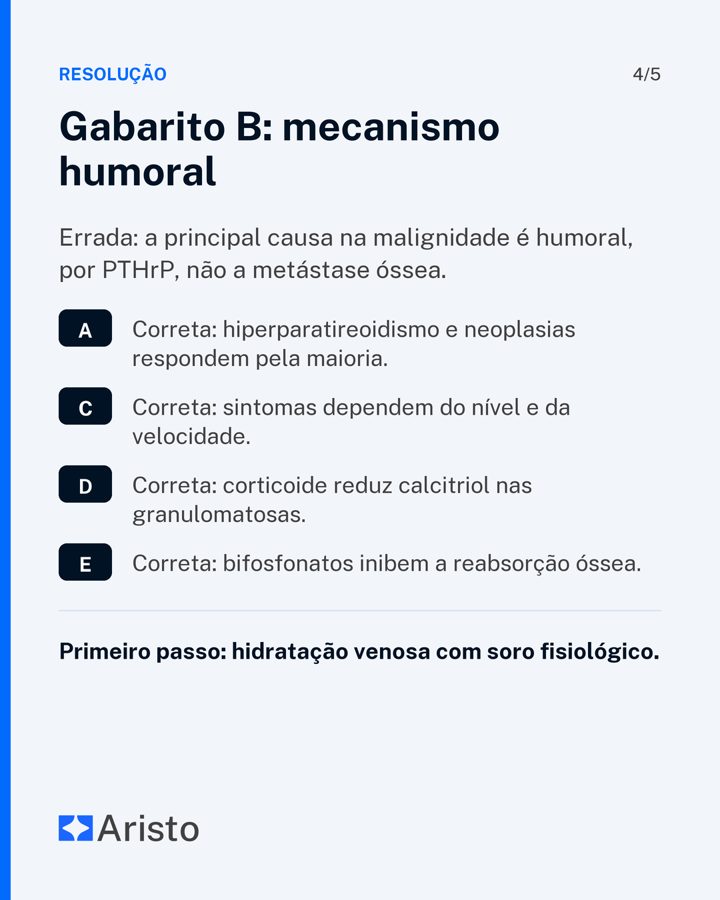 RESOLUÇÃO
4/5
Gabarito B: mecanismo
humoral
Errada: a principal causa na malignidade é humoral,
por PTHrP, não a metástase óssea.
A
Correta: hiperparatireoidismo e neoplasias
respondem pela maioria.
C
Correta: sintomas dependem do nível e da
velocidade.
D
Correta: corticoide reduz calcitriol nas
granulomatosas.
E
Correta: bifosfonatos inibem a reabsorção óssea.
Primeiro passo: hidratação venosa com soro fisiológico.
Aristo